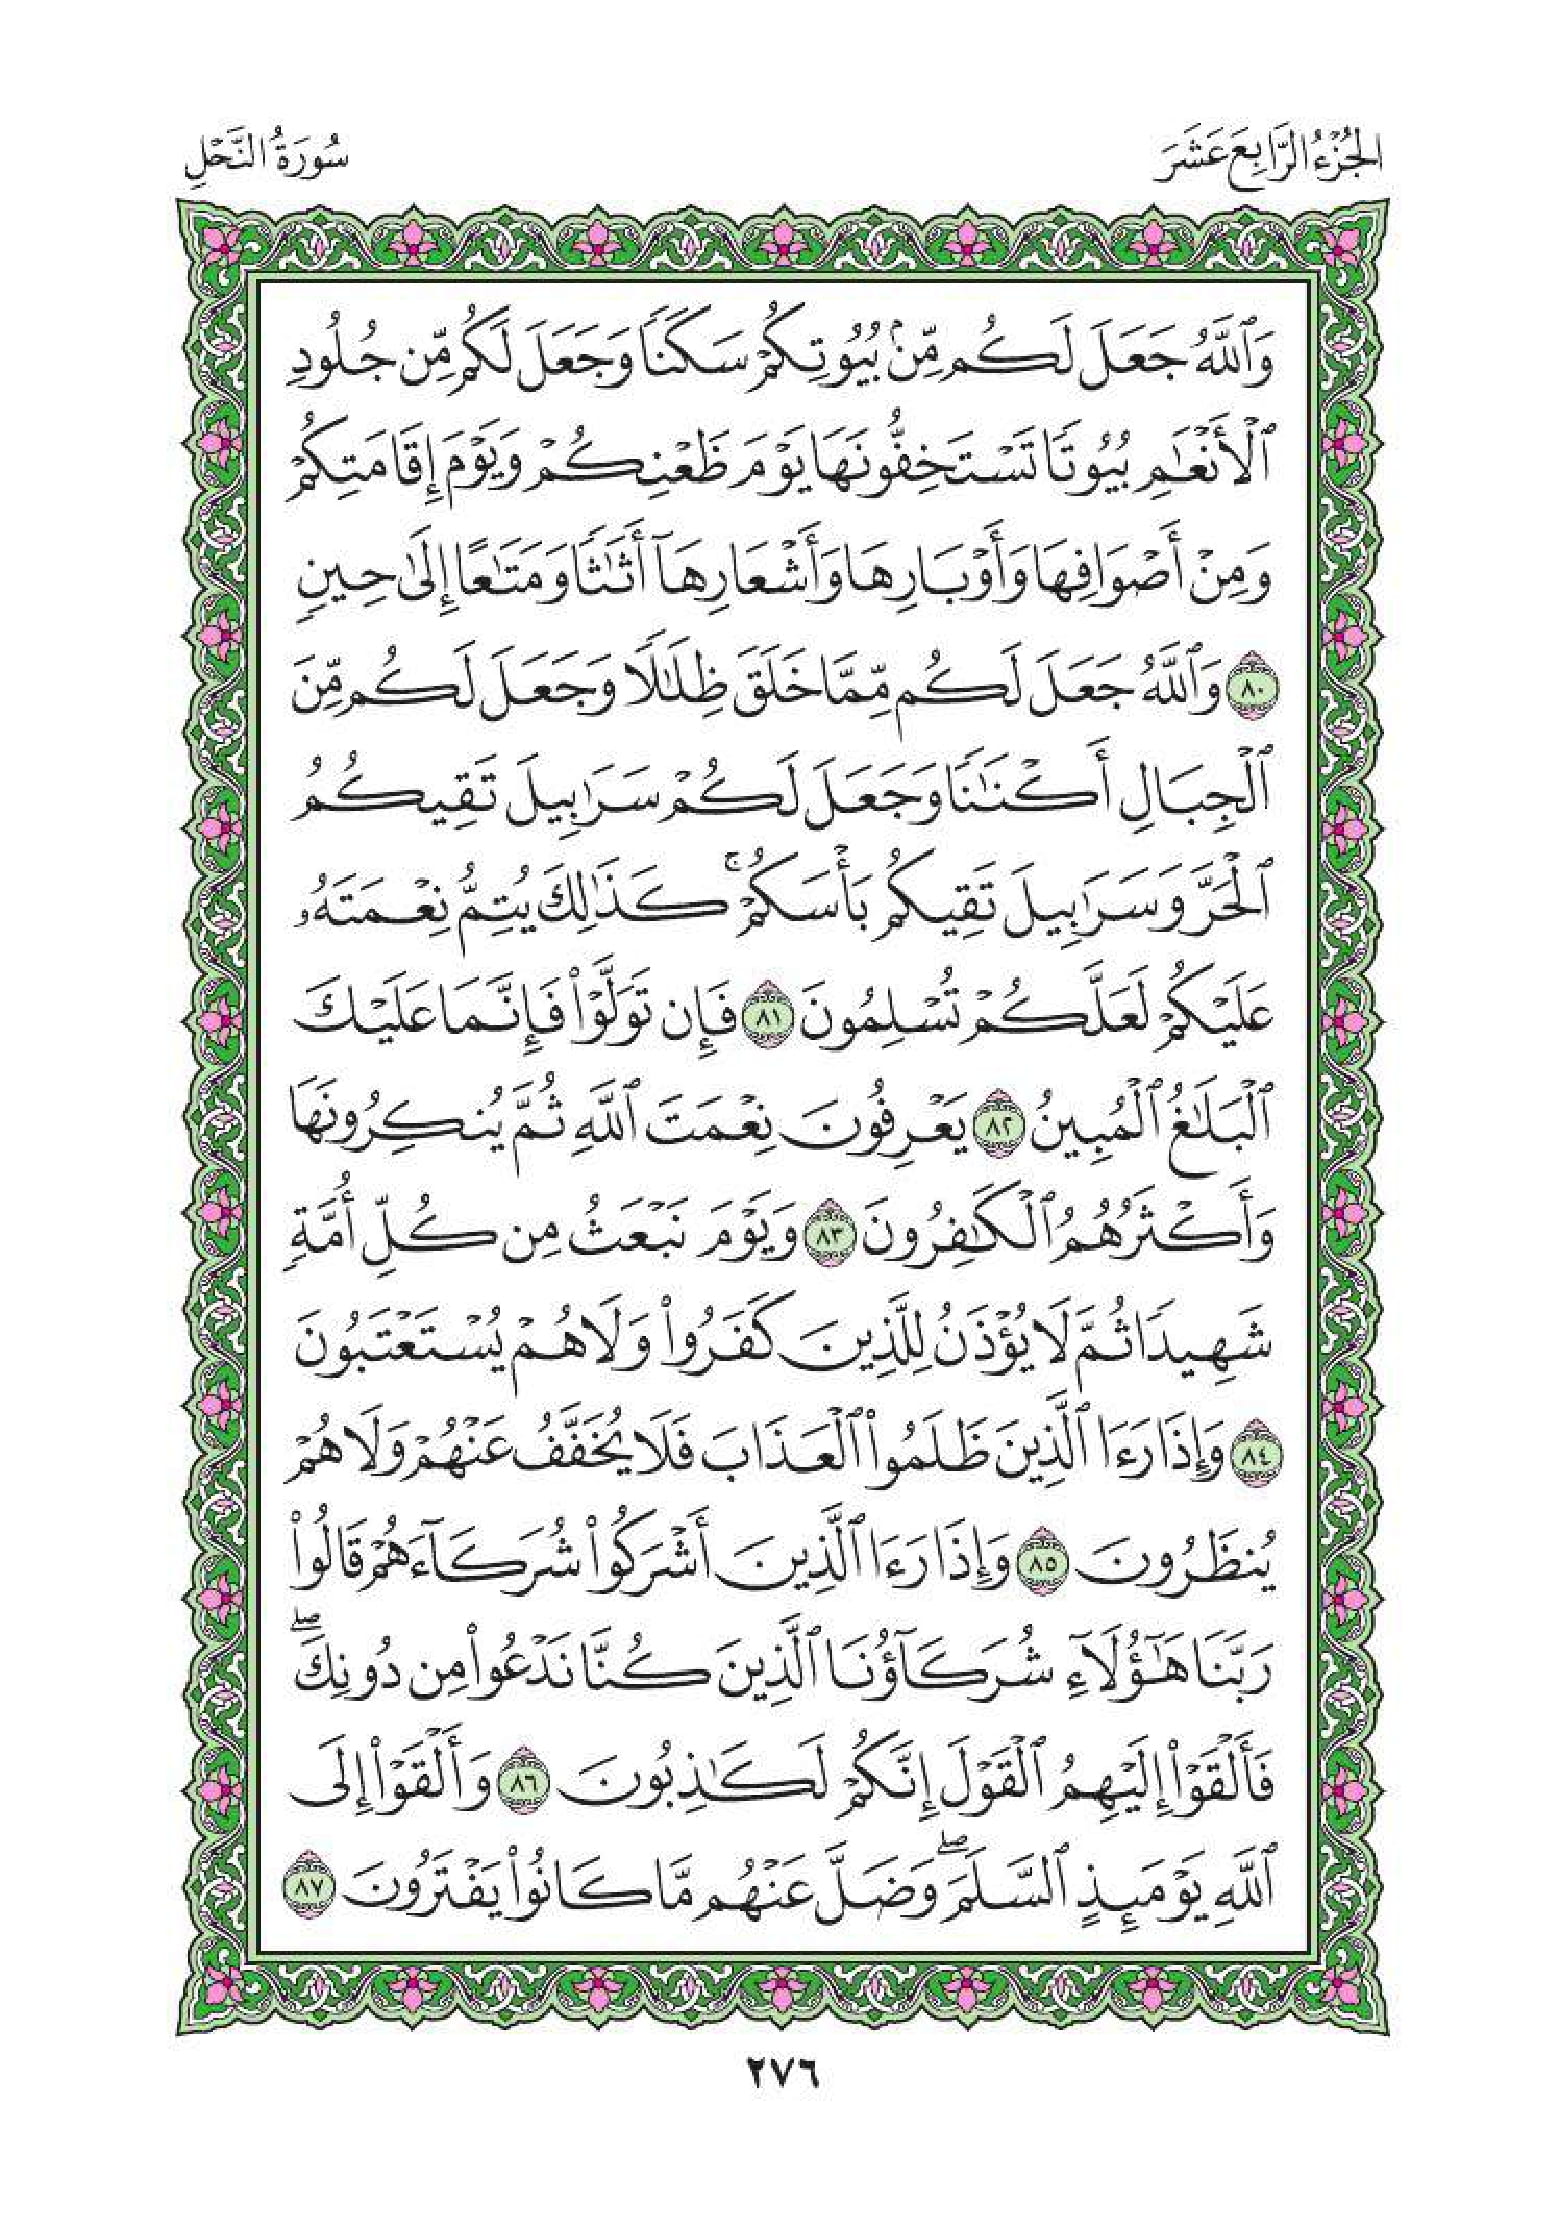 الجُزْءُ الرَّابِعَ عَشَرَ
سُورَةُ النَّحْلِ
وَٱللَّهُ جَعَلَ لَكُم مِّنۢ بُيُوتِكُمْ سَكَنًا وَجَعَلَ لَكُم مِّن جُلُودِ
ٱلْأَنْعَٰمِ بُيُوتًا تَسْتَخِفُّونَهَا يَوْمَ ظَعْنِكُمْ وَيَوْمَ إِقَامَتِكُمْ
وَمِنْ أَصْوَافِهَا وَأَوْبَارِهَا وَأَشْعَارِهَآ أَثَٰثًا وَمَتَٰعًا إِلَىٰ حِينٍ
٨٠ وَٱللَّهُ جَعَلَ لَكُم مِّمَّا خَلَقَ ظِلَٰلًا وَجَعَلَ لَكُم مِّنَ
ٱلْجِبَالِ أَكْنَٰنًا وَجَعَلَ لَكُمْ سَرَٰبِيلَ تَقِيكُمُ
ٱلْحَرَّ وَسَرَٰبِيلَ تَقِيكُم بَأْسَكُمْ ۚ كَذَٰلِكَ يُتِمُّ نِعْمَتَهُۥ
عَلَيْكُمْ لَعَلَّكُمْ تُسْلِمُونَ ٨١ فَإِن تَوَلَّوْا۟ فَإِنَّمَا عَلَيْكَ
ٱلْبَلَٰغُ ٱلْمُبِينُ ٨٢ يَعْرِفُونَ نِعْمَتَ ٱللَّهِ ثُمَّ يُنكِرُونَهَا
وَأَكْثَرُهُمُ ٱلْكَٰفِرُونَ ٨٣ وَيَوْمَ نَبْعَثُ مِن كُلِّ أُمَّةٍ
شَهِيدًا ثُمَّ لَا يُؤْذَنُ لِلَّذِينَ كَفَرُوا۟ وَلَا هُمْ يُسْتَعْتَبُونَ
٨٤ وَإِذَا رَءَا ٱلَّذِينَ ظَلَمُوا۟ ٱلْعَذَابَ فَلَا يُخَفَّفُ عَنْهُمْ وَلَا هُمْ
يُنظَرُونَ ٨٥ وَإِذَا رَءَا ٱلَّذِينَ أَشْرَكُوا۟ شُرَكَآءَهُمْ قَالُوا۟
رَبَّنَا هَٰٓؤُلَآءِ شُرَكَآؤُنَا ٱلَّذِينَ كُنَّا نَدْعُوا۟ مِن دُونِكَ ۖ
فَأَلْقَوْا۟ إِلَيْهِمُ ٱلْقَوْلَ إِنَّكُمْ لَكَٰذِبُونَ ٨٦ وَأَلْقَوْا۟ إِلَى
ٱللَّهِ يَوْمَئِذٍ ٱلسَّلَمَ ۖ وَضَلَّ عَنْهُم مَّا كَانُوا۟ يَفْتَرُونَ ٨٧
٢٧٦